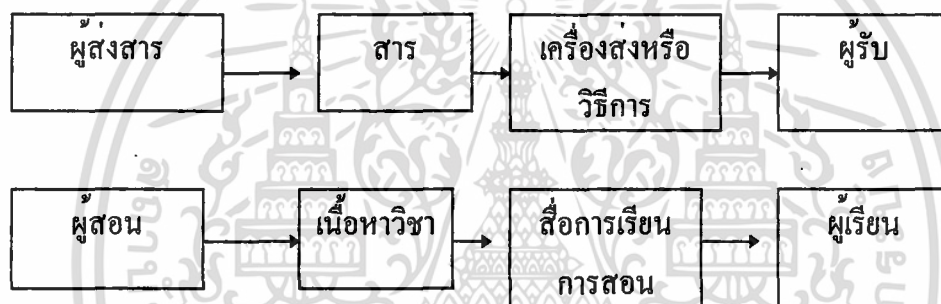 ผู้ส่งสาร สาร เครื่องส่งหรือ ผู้รับ
วิธีการ
ผู้สอน เนื้อหาวิชา สื่อการเรียน ผู้เรียน
การสอน